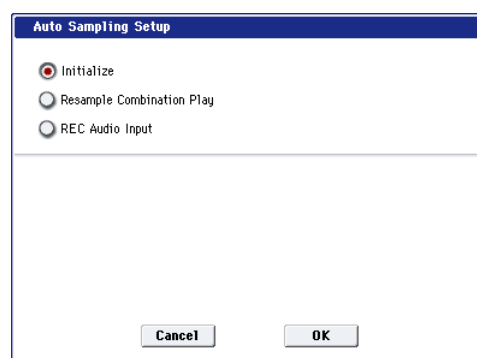 Auto Sampling Setup
Initialize
Resample Combination Play
REC Audio Input
Cancel OK